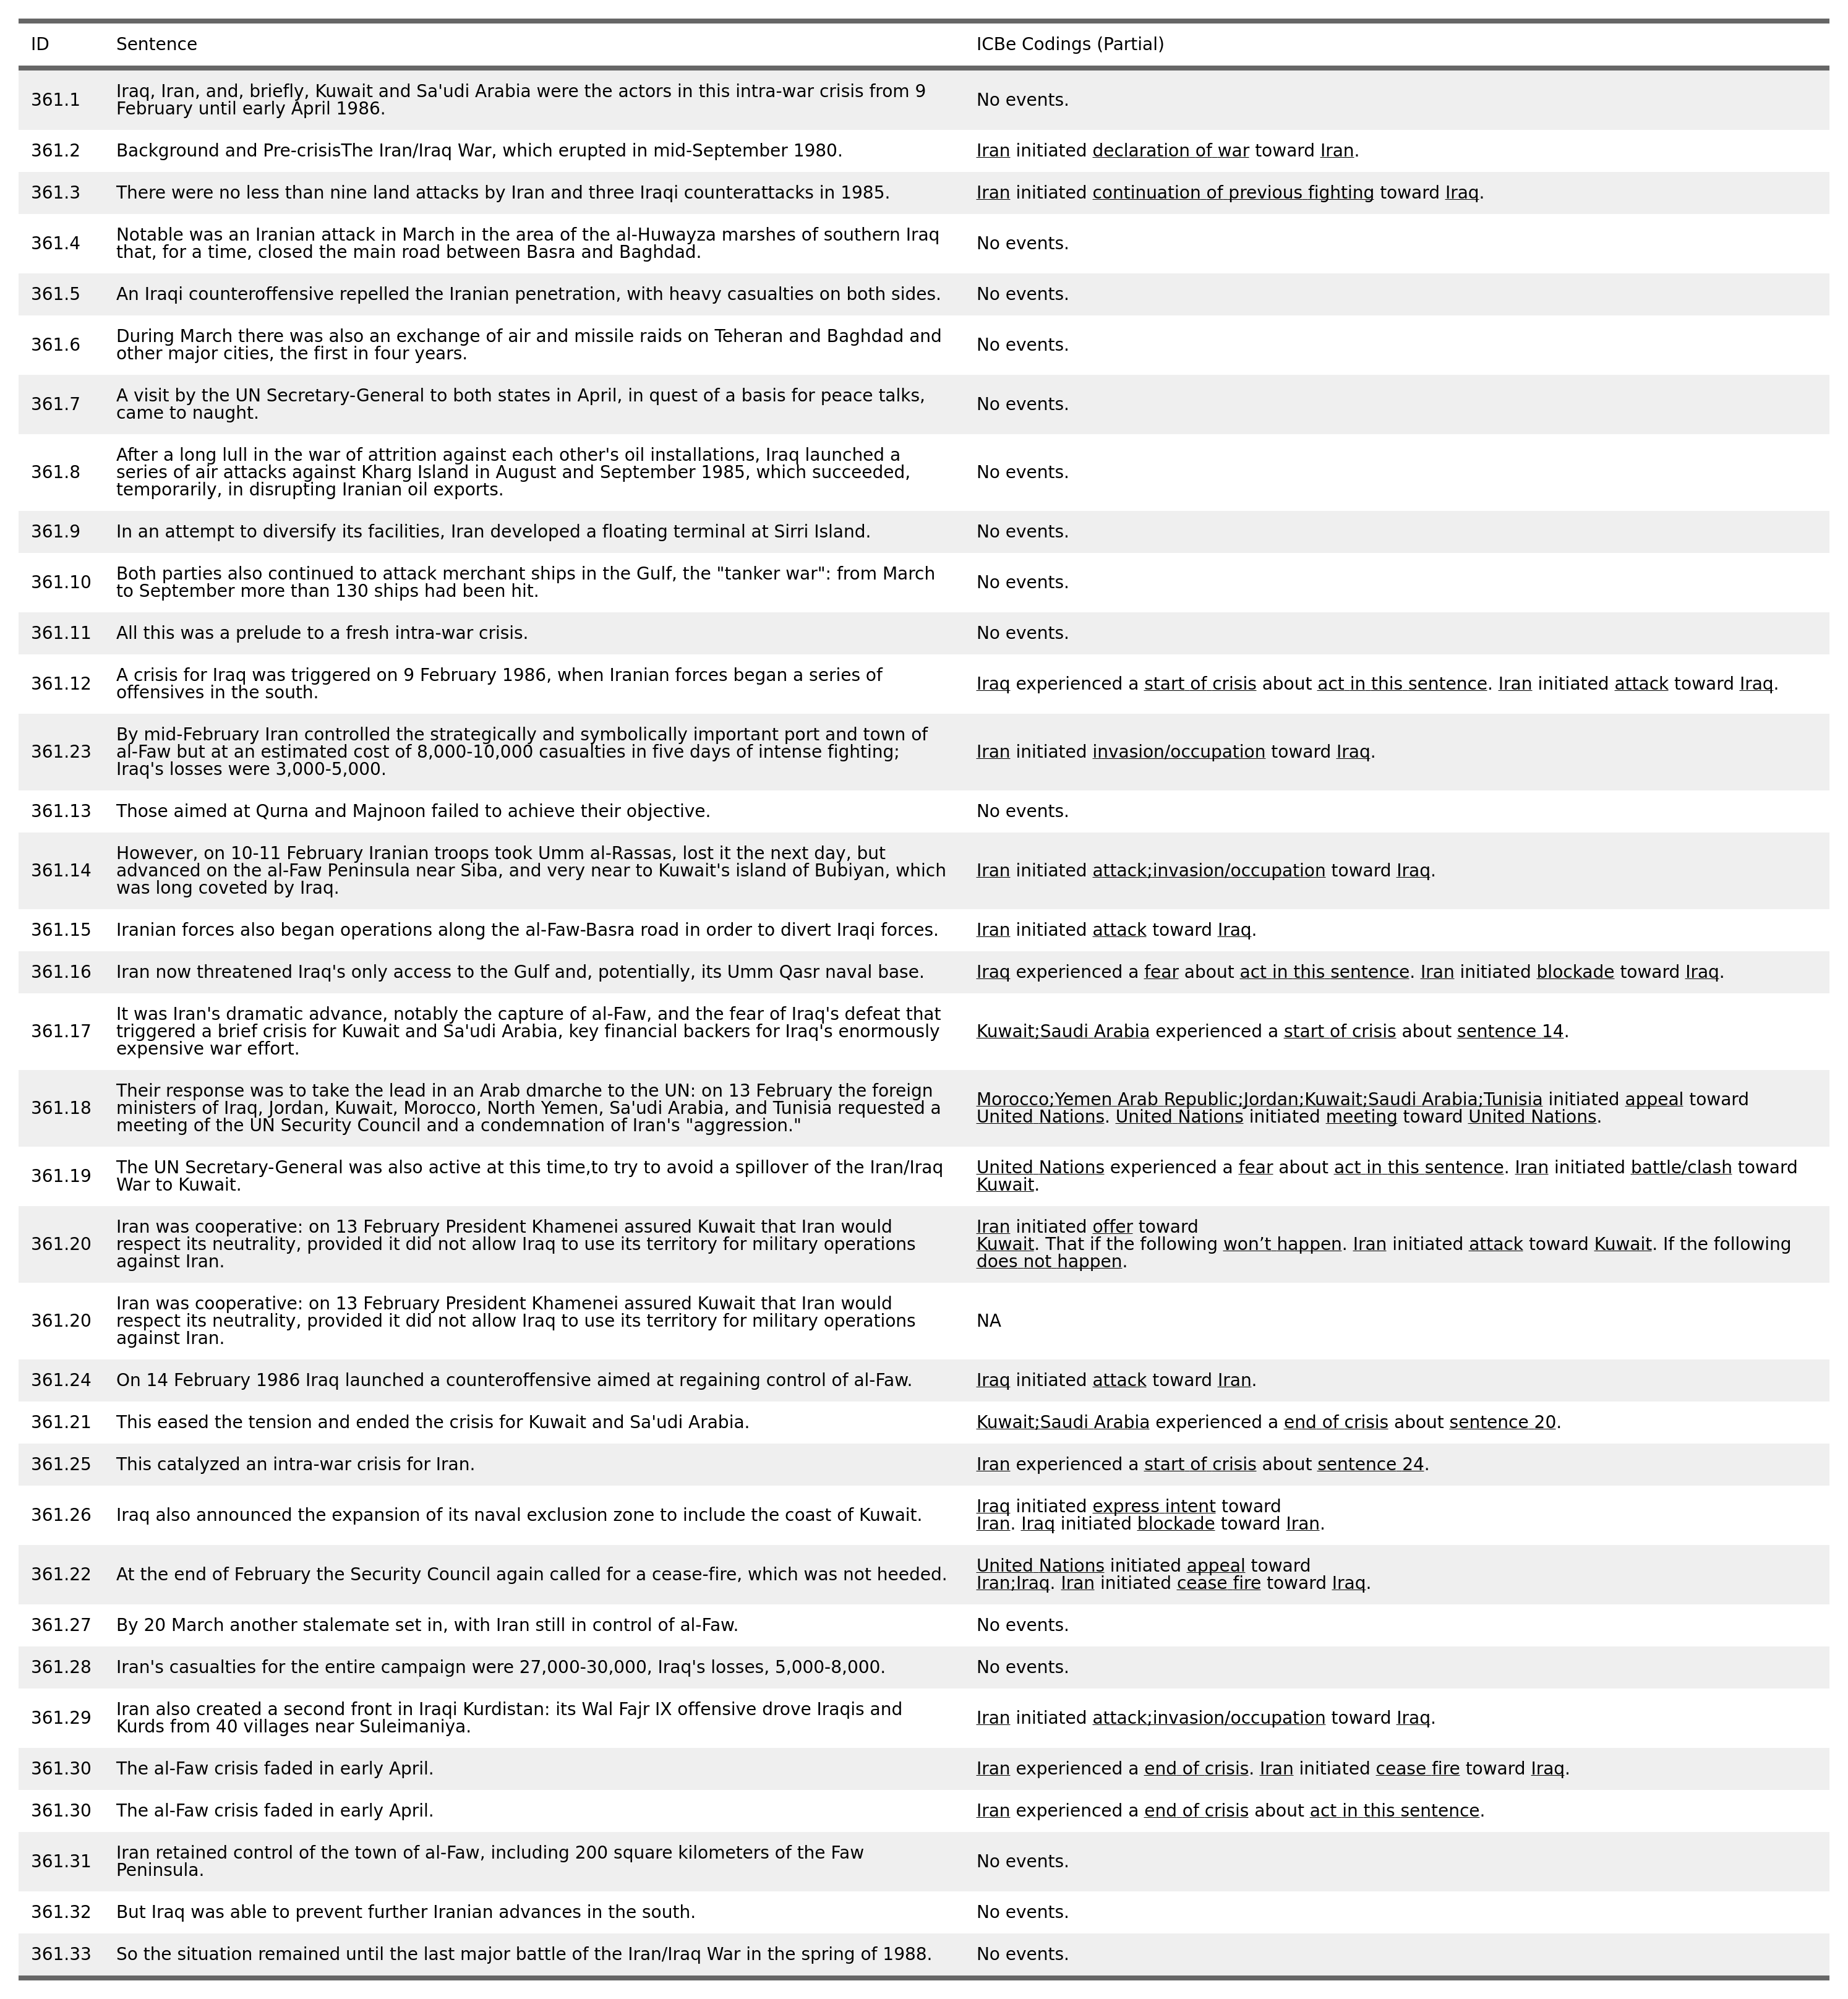 ID Sentence ICBe Codings (Partial)
361.1 Iraq, Iran, and, briefly, Kuwait and Sa'udi Arabia were the actors in this intra-war crisis from 9
February until early April 1986. No events.
361.2 Background and Pre-crisisThe Iran/Iraq War, which erupted in mid-September 1980. Iran initiated declaration of war toward Iran.
361.3 There were no less than nine land attacks by Iran and three Iraqi counterattacks in 1985. Iran initiated continuation of previous fighting toward Iraq.
361.4 Notable was an Iranian attack in March in the area of the al-Huwayza marshes of southern Iraq
that, for a time, closed the main road between Basra and Baghdad. No events.
361.5 An Iraqi counteroffensive repelled the Iranian penetration, with heavy casualties on both sides. No events.
361.6 During March there was also an exchange of air and missile raids on Teheran and Baghdad and
other major cities, the first in four years. No events.
361.7 A visit by the UN Secretary-General to both states in April, in quest of a basis for peace talks,
came to naught. No events.
361.8 After a long lull in the war of attrition against each other's oil installations, Iraq launched a
series of air attacks against Kharg Island in August and September 1985, which succeeded,
temporarily, in disrupting Iranian oil exports. No events.
361.9 In an attempt to diversify its facilities, Iran developed a floating terminal at Sirri Island. No events.
361.10 Both parties also continued to attack merchant ships in the Gulf, the "tanker war": from March
to September more than 130 ships had been hit. No events.
361.11 All this was a prelude to a fresh intra-war crisis. No events.
361.12 A crisis for Iraq was triggered on 9 February 1986, when Iranian forces began a series of
offensives in the south. Iraq experienced a start of crisis about act in this sentence. Iran initiated attack toward Iraq.
361.23 By mid-February Iran controlled the strategically and symbolically important port and town of
al-Faw but at an estimated cost of 8,000-10,000 casualties in five days of intense fighting;
Iraq's losses were 3,000-5,000. Iran initiated invasion/occupation toward Iraq.
361.13 Those aimed at Qurna and Majnoon failed to achieve their objective. No events.
361.14 However, on 10-11 February Iranian troops took Umm al-Rassas, lost it the next day, but
advanced on the al-Faw Peninsula near Siba, and very near to Kuwait's island of Bubiyan, which
was long coveted by Iraq. Iran initiated attack;invasion/occupation toward Iraq.
361.15 Iranian forces also began operations along the al-Faw-Basra road in order to divert Iraqi forces. Iran initiated attack toward Iraq.
361.16 Iran now threatened Iraq's only access to the Gulf and, potentially, its Umm Qasr naval base. Iraq experienced a fear about act in this sentence. Iran initiated blockade toward Iraq.
361.17 It was Iran's dramatic advance, notably the capture of al-Faw, and the fear of Iraq's defeat that
triggered a brief crisis for Kuwait and Sa'udi Arabia, key financial backers for Iraq's enormously
expensive war effort. Kuwait;Saudi Arabia experienced a start of crisis about sentence 14.
361.18 Their response was to take the lead in an Arab dmarche to the UN: on 13 February the foreign
ministers of Iraq, Jordan, Kuwait, Morocco, North Yemen, Sa'udi Arabia, and Tunisia requested a
meeting of the UN Security Council and a condemnation of Iran's "aggression."
Morocco;Yemen Arab Republic;Jordan;Kuwait;Saudi Arabia;Tunisia initiated appeal toward
United Nations. United Nations initiated meeting toward United Nations.
361.19 The UN Secretary-General was also active at this time,to try to avoid a spillover of the Iran/Iraq
War to Kuwait.
United Nations experienced a fear about act in this sentence. Iran initiated battle/clash toward
Kuwait.
361.20 Iran was cooperative: on 13 February President Khamenei assured Kuwait that Iran would
respect its neutrality, provided it did not allow Iraq to use its territory for military operations
against Iran.
Iran initiated offer toward
Kuwait. That if the following won’t happen. Iran initiated attack toward Kuwait. If the following
does not happen.
361.20 Iran was cooperative: on 13 February President Khamenei assured Kuwait that Iran would
respect its neutrality, provided it did not allow Iraq to use its territory for military operations
against Iran. NA
361.24 On 14 February 1986 Iraq launched a counteroffensive aimed at regaining control of al-Faw. Iraq initiated attack toward Iran.
361.21 This eased the tension and ended the crisis for Kuwait and Sa'udi Arabia. Kuwait;Saudi Arabia experienced a end of crisis about sentence 20.
361.25 This catalyzed an intra-war crisis for Iran. Iran experienced a start of crisis about sentence 24.
361.26 Iraq also announced the expansion of its naval exclusion zone to include the coast of Kuwait.
Iraq initiated express intent toward
Iran. Iraq initiated blockade toward Iran.
361.22 At the end of February the Security Council again called for a cease-fire, which was not heeded.
United Nations initiated appeal toward
Iran;Iraq. Iran initiated cease fire toward Iraq.
361.27 By 20 March another stalemate set in, with Iran still in control of al-Faw. No events.
361.28 Iran's casualties for the entire campaign were 27,000-30,000, Iraq's losses, 5,000-8,000. No events.
361.29 Iran also created a second front in Iraqi Kurdistan: its Wal Fajr IX offensive drove Iraqis and
Kurds from 40 villages near Suleimaniya. Iran initiated attack;invasion/occupation toward Iraq.
361.30 The al-Faw crisis faded in early April. Iran experienced a end of crisis. Iran initiated cease fire toward Iraq.
361.30 The al-Faw crisis faded in early April. Iran experienced a end of crisis about act in this sentence.
361.31 Iran retained control of the town of al-Faw, including 200 square kilometers of the Faw
Peninsula. No events.
361.32 But Iraq was able to prevent further Iranian advances in the south. No events.
361.33 So the situation remained until the last major battle of the Iran/Iraq War in the spring of 1988. No events.